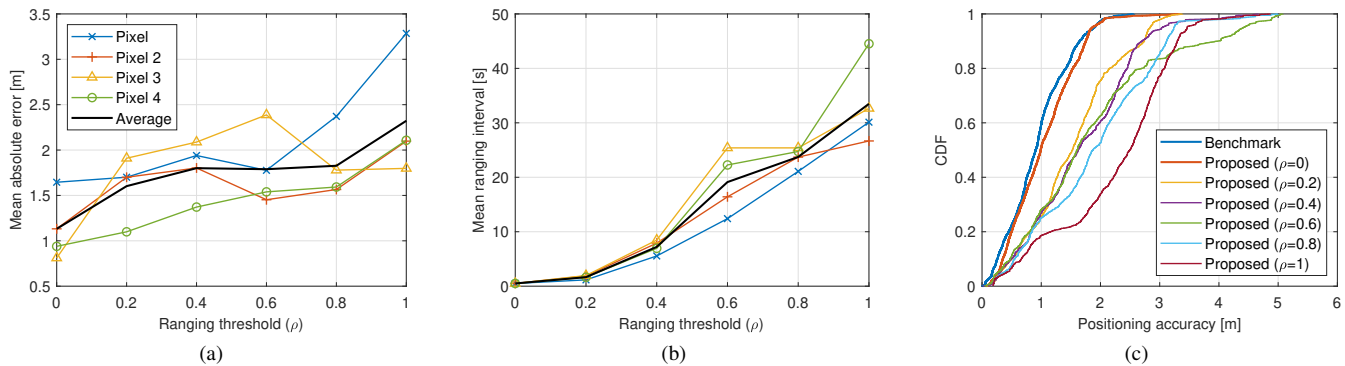 Mean absolute error [m]
3.5
3
2.5
2
1.5
1
0.5
Pixel
Pixel 2
Pixel 3
Pixel 4
Average
0 0.2 0.4 0.6 0.8 1
Ranging threshold (ρ)
(a)
Mean ranging interval [s]
50
40
30
20
10
0
0 0.2 0.4 0.6 0.8 1
Ranging threshold (ρ)
(b)
CDF
1
0.8
0.6
0.4
0.2
0
Benchmark
Proposed (ρ=0)
Proposed (ρ=0.2)
Proposed (ρ=0.4)
Proposed (ρ=0.6)
Proposed (ρ=0.8)
Proposed (ρ=1)
0 1 2 3 4 5 6
Positioning accuracy [m]
(c)